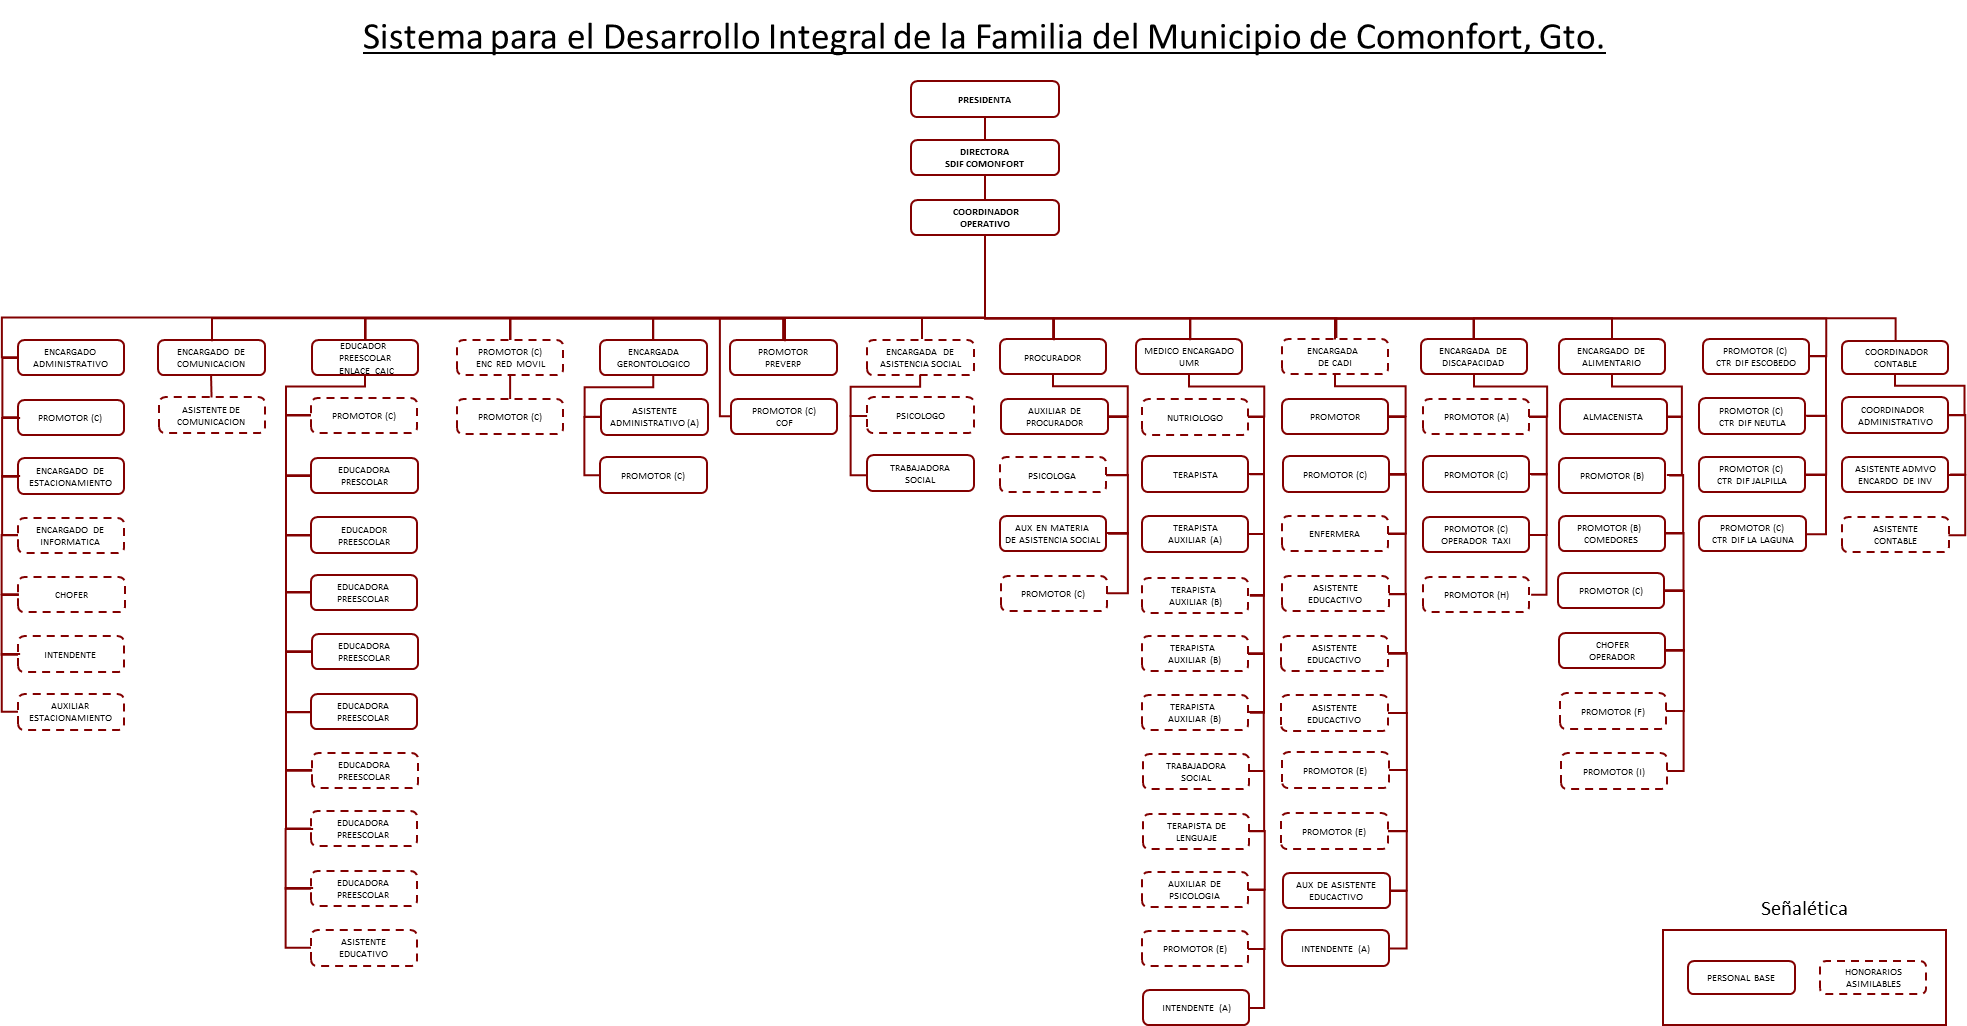 Sistema para el Desarrollo Integral de la Familia del Municipio de Comonfort, Gto.
PRESIDENTA
DIRECTORA
SDIF COMONFORT
COORDINADOR
OPERATIVO
ENCARGADO
ADMINISTRATIVO
PROMOTOR (C)
ENCARGADO DE
ESTACIONAMIENTO
ENCARGADO DE
INFORMATICA
CHOFER
INTENDENTE
AUXILIAR
ESTACIONAMIENTO
ENCARGADO DE
COMUNICACION
ASISTENTE DE
COMUNICACION
EDUCADOR
PREESCOLAR
ENLACE CAIC
PROMOTOR (C)
EDUCADORA
PRESCOLAR
EDUCADOR
PREESCOLAR
EDUCADORA
PREESCOLAR
EDUCADORA
PREESCOLAR
EDUCADORA
PREESCOLAR
EDUCADORA
PREESCOLAR
EDUCADORA
PREESCOLAR
EDUCADORA
PREESCOLAR
ASISTENTE
EDUCATIVO
PROMOTOR (C)
ENC RED MOVIL
PROMOTOR (C)
ENCARGADA
GERONTOLOGICO
ASISTENTE
ADMINISTRATIVO (A)
PROMOTOR (C)
PROMOTOR
PREVERP
PROMOTOR (C)
COF
ENCARGADA DE
ASISTENCIA SOCIAL
PSICOLOGO
TRABAJADORA
SOCIAL
PROCURADOR
AUXILIAR DE
PROCURADOR
PSICOLOGA
AUX EN MATERIA
DE ASISTENCIA SOCIAL
PROMOTOR (C)
MEDICO ENCARGADO
UMR
NUTRIOLOGO
TERAPISTA
TERAPISTA
AUXILIAR (A)
TERAPISTA
AUXILIAR (B)
TERAPISTA
AUXILIAR (B)
TERAPISTA
AUXILIAR (B)
TRABAJADORA
SOCIAL
TERAPISTA DE
LENGUAJE
AUXILIAR DE
PSICOLOGIA
PROMOTOR (E)
INTENDENTE (A)
ENCARGADA
DE CADI
PROMOTOR
PROMOTOR (C)
ENFERMERA
ASISTENTE
EDUCACTIVO
ASISTENTE
EDUCACTIVO
ASISTENTE
EDUCACTIVO
PROMOTOR (E)
PROMOTOR (E)
AUX DE ASISTENTE
EDUCACTIVO
INTENDENTE (A)
ENCARGADA DE
DISCAPACIDAD
PROMOTOR (A)
PROMOTOR (C)
PROMOTOR (C)
OPERADOR TAXI
PROMOTOR (H)
ENCARGADO DE
ALIMENTARIO
ALMACENISTA
PROMOTOR (B)
PROMOTOR (B)
COMEDORES
PROMOTOR (C)
CHOFER
OPERADOR
PROMOTOR (F)
PROMOTOR (I)
PROMOTOR (C)
CTR DIF ESCOBEDO
PROMOTOR (C)
CTR DIF NEUTLA
PROMOTOR (C)
CTR DIF JALPILLA
PROMOTOR (C)
CTR DIF LA LAGUNA
COORDINADOR
CONTABLE
COORDINADOR
ADMINISTRATIVO
ASISTENTE ADMVO
ENCARDO DE INV
ASISTENTE
CONTABLE
Señalética
PERSONAL BASE
HONORARIOS
ASIMILABLES